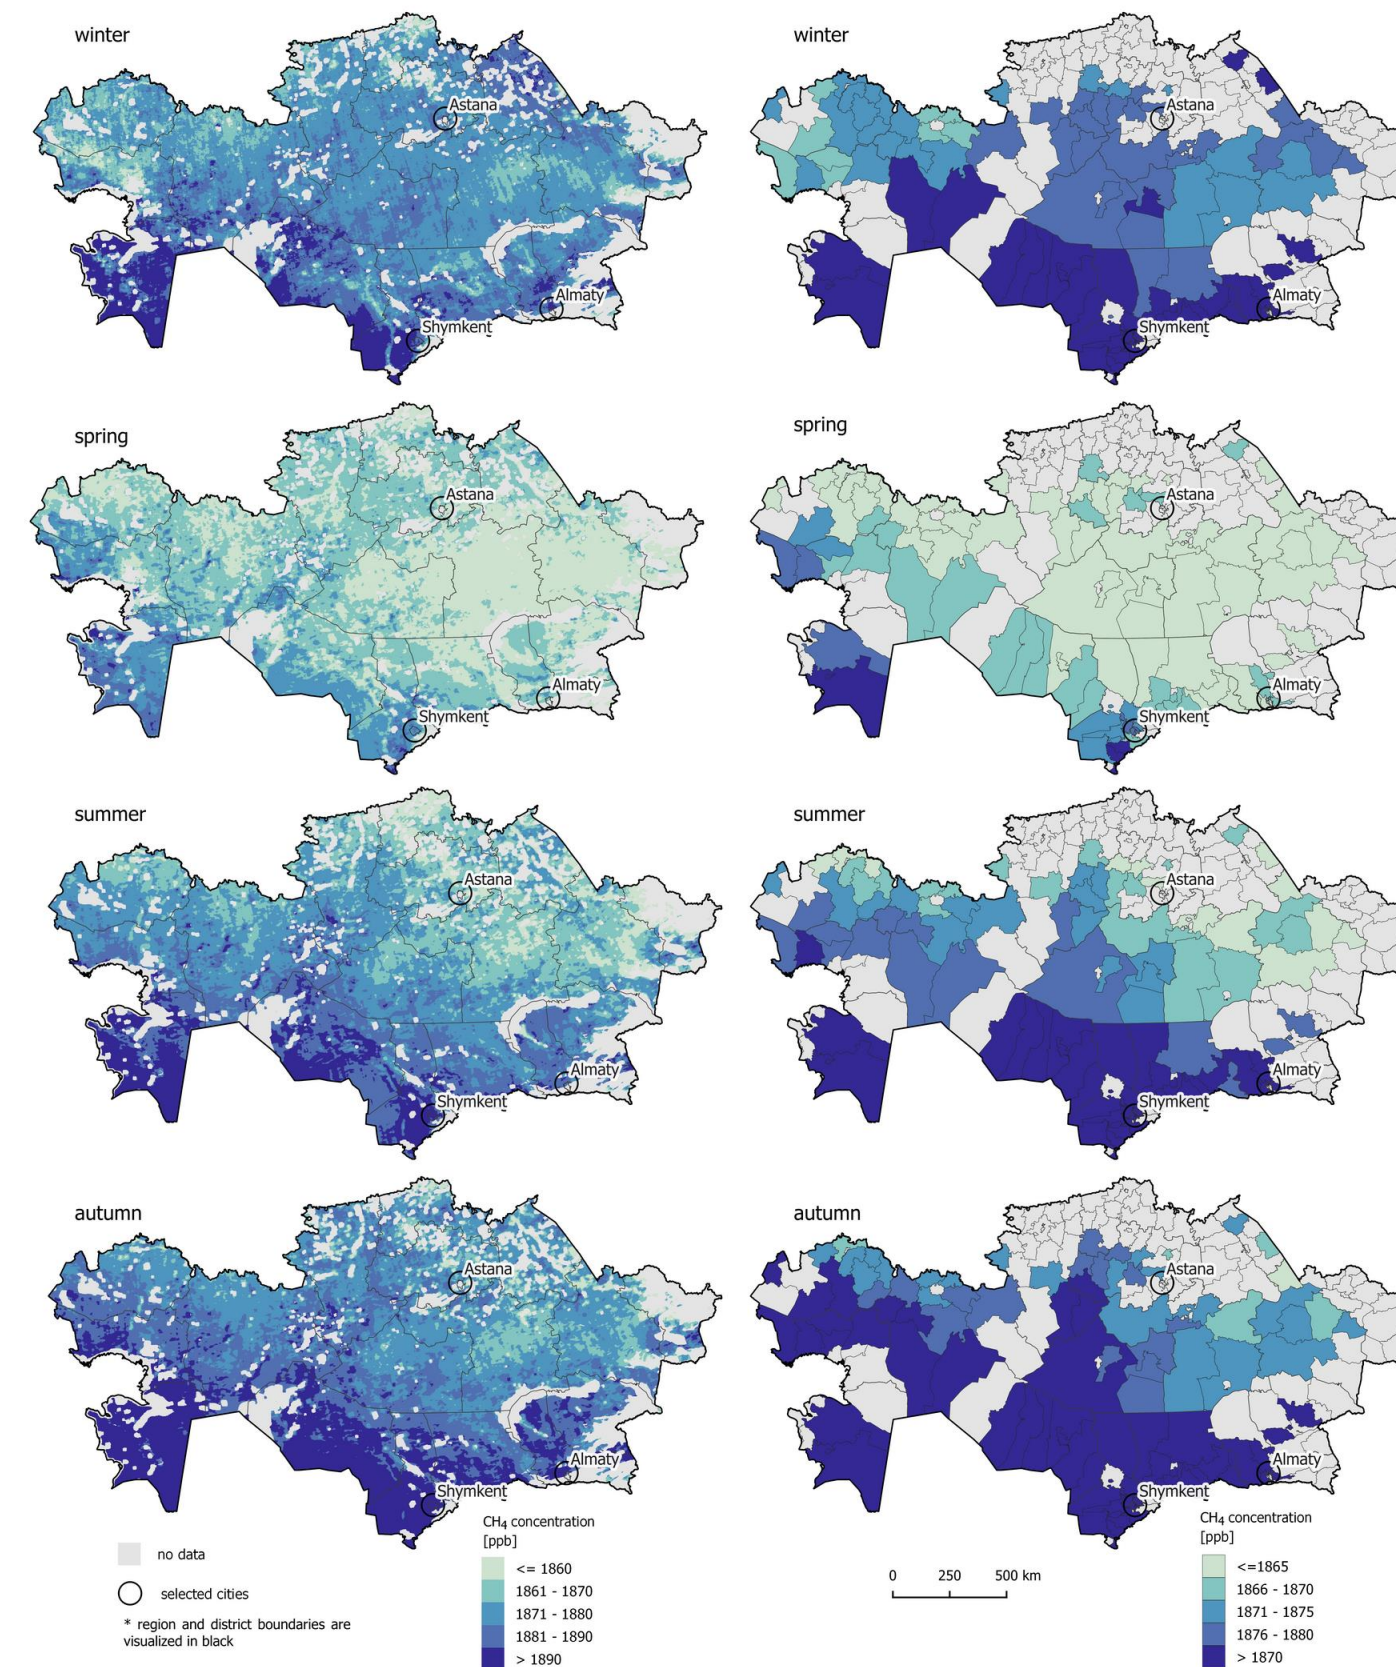 winter
Astana
Almaty
Shymkent
winter
Astana
Almaty
Shymkent
spring
Astana
Almaty
Shymkent
spring
Astana
Almaty
Shymkent
summer
Astana
Almaty
Shymkent
summer
Astana
Almaty
Shymkent
autumn
Astana
Almaty
Shymkent
autumn
Astana
Almaty
Shymkent
no data
selected cities
* region and district boundaries are
visualized in black
CH4 concentration
[ppb]
<= 1860
1861 - 1870
1871 - 1880
1881 - 1890
> 1890
0 250 500 km
CH4 concentration
[ppb]
<=1865
1866 - 1870
1871 - 1875
1876 - 1880
> 1870